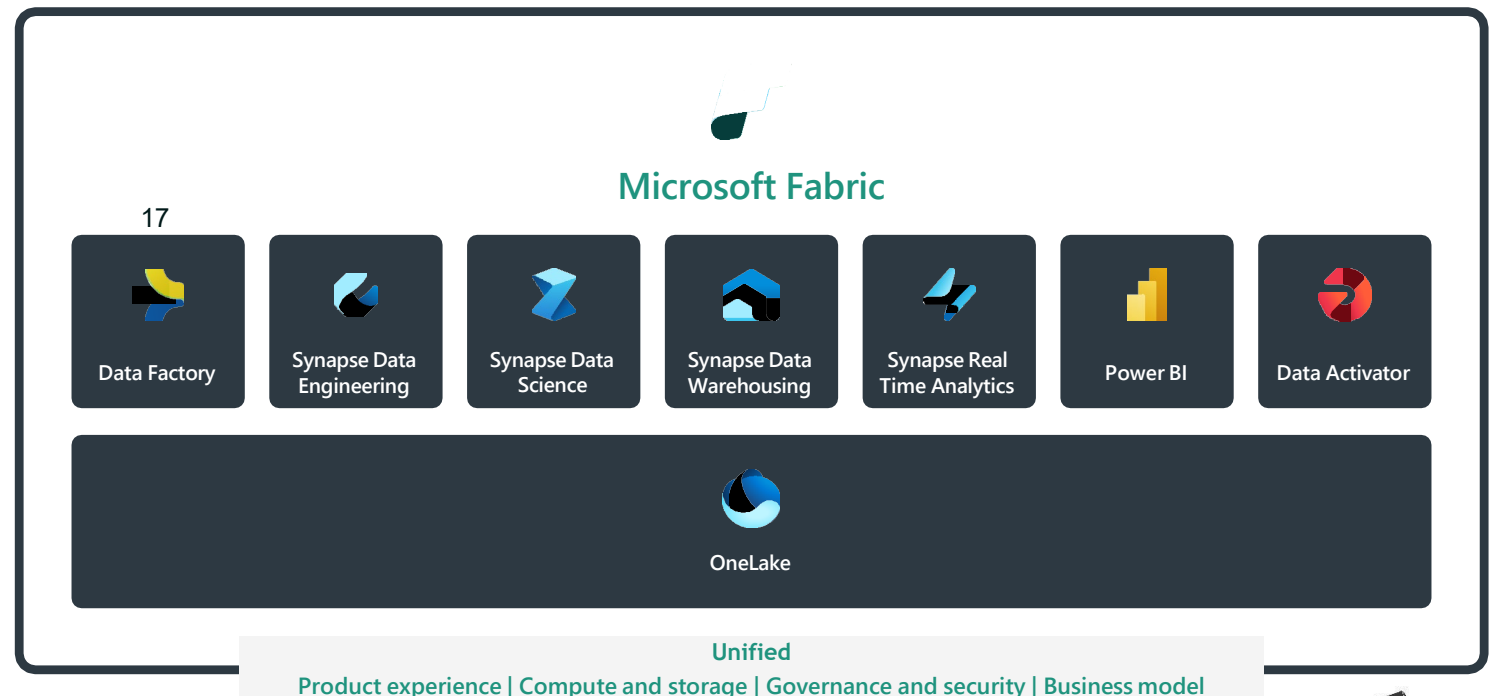 Microsoft Fabric
17
Data Factory
Synapse Data
Engineering
Synapse Data
Science
Synapse Data
Warehousing
Synapse Real
Time Analytics
Power BI
Data Activator
OneLake
Unified
Product experience | Compute and storage | Governance and security | Business model